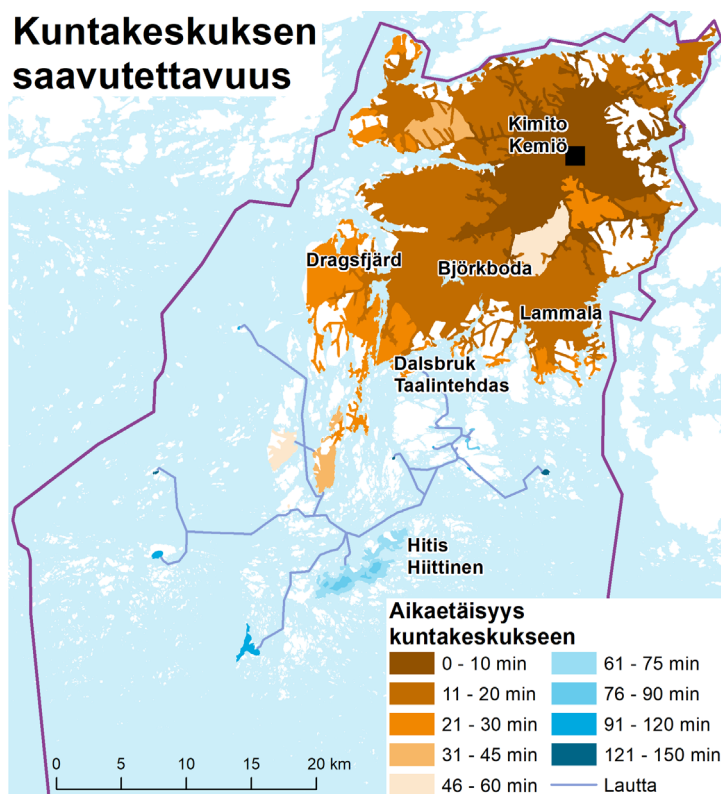 Kuntakeskuksen
saavutettavuus
Kimito
Kemiö
Dragsfjärd
Björkboda
Lammala
Dalsbruk
Taalintehdas
Hitis
Hiittinen
Aikaetäisyys
kuntakeskukseen
0 - 10 min
11 - 20 min
21 - 30 min
31 - 45 min
46 - 60 min
61 - 75 min
76 - 90 min
91 - 120 min
121 - 150 min
Lautta
0 5 10 15 20 km